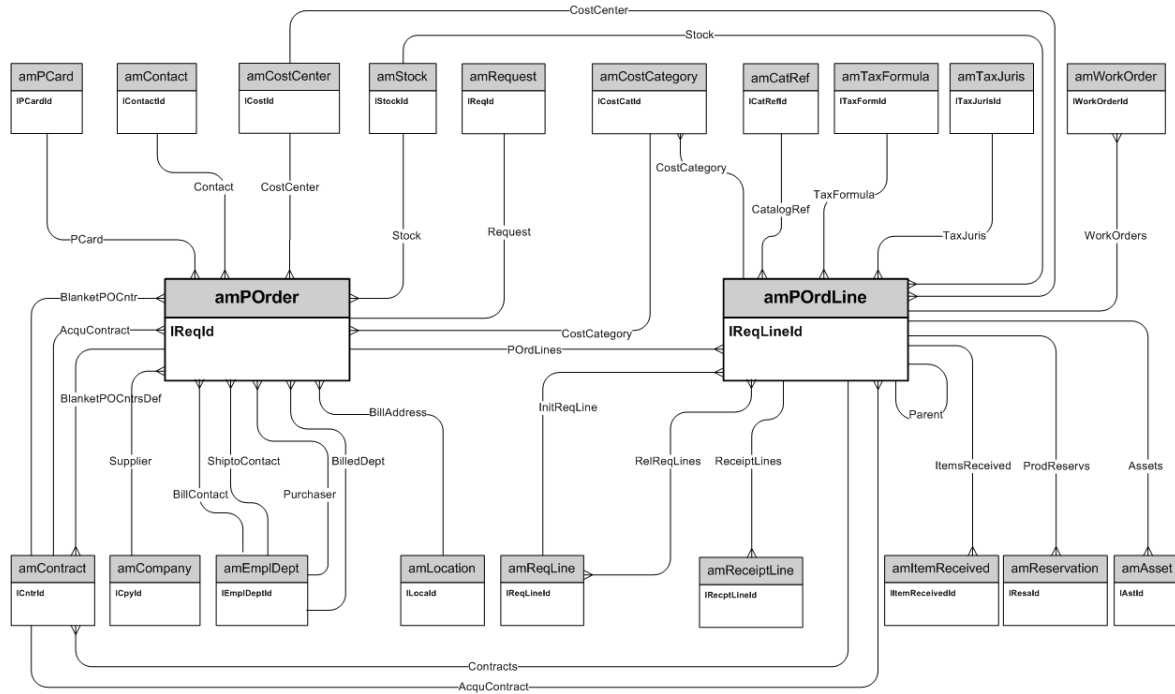 CostCenter
Stock
amPCard
lPCardId
amContact
lContactId
amCostCenter
lCostId
amStock
lStockId
amRequest
lReqId
amCostCategory
lCostCatId
amCatRef
lCatRefId
amTaxFormula
lTaxFormId
amTaxJuris
lTaxJurisId
amWorkOrder
lWorkOrderId
CostCategory
Contact
CostCenter
TaxFormula
CatalogRef
PCard
Stock
Request
TaxJuris
WorkOrders
BlanketPOCntr
amPOrder
amPOrdLine
AcquContract
lReqId
CostCategory
lReqLineId
POrdLines
BlanketPOCntrsDef
BillAddress
InitReqLine
Parent
Supplier
ShiptoContact
BilledDept
RelReqLines
ReceiptLines
ItemsReceived
ProdReservs
Assets
BillContact
Purchaser
amContract
lCntrId
amCompany
lCpyId
amEmplDept
lEmplDeptId
amLocation
lLocaId
amReqLine
lReqLineId
amReceiptLine
lRecptLineId
amItemReceived
lItemReceivedId
amReservation
lResaId
amAsset
lAstId
Contracts
AcquContract